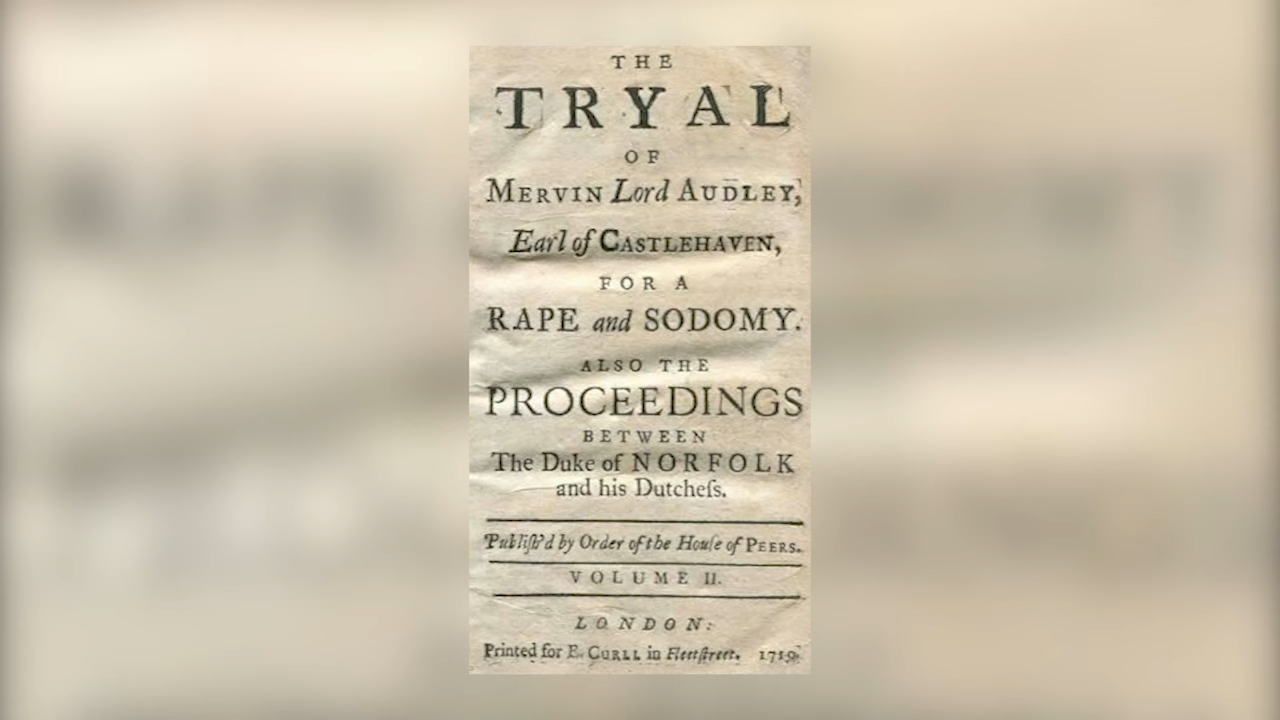 THE
TRYAL
OF
MERVIN Lord AUDLEY,
Earl of CASTLEHAVEN,
FOR A
RAPE and SODOMY.
ALSO THE
PROCEEDINGS
BETWEEN
The Duke of NORFOLK
and his Dutcheſs.
Publiſh'd by Order of the Houſe of PEERS.
VOLUME II.
LONDON:
Printed for E. CURLL in Fleetſtreet. 1719.